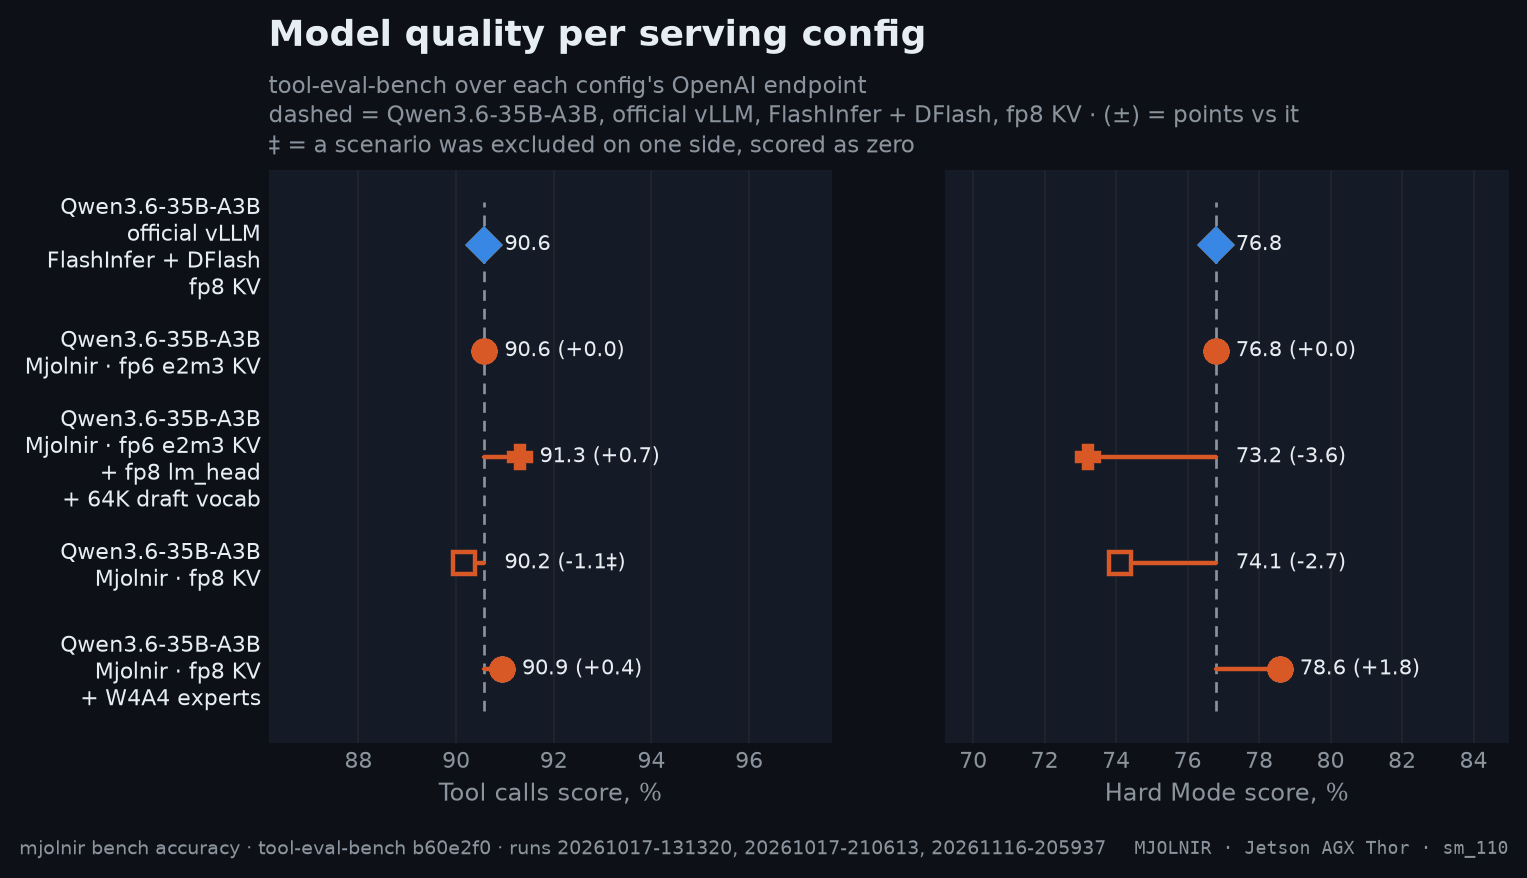 Model quality per serving config
tool-eval-bench over each config's OpenAI endpoint
dashed = Qwen3.6-35B-A3B, official vLLM, FlashInfer + DFlash, fp8 KV · (±) = points vs it
‡ = a scenario was excluded on one side, scored as zero
Qwen3.6-35B-A3B
official vLLM
FlashInfer + DFlash
fp8 KV
90.6
76.8
Qwen3.6-35B-A3B
Mjolnir · fp6 e2m3 KV
90.6 (+0.0)
76.8 (+0.0)
Qwen3.6-35B-A3B
Mjolnir · fp6 e2m3 KV
+ fp8 lm_head
+ 64K draft vocab
91.3 (+0.7)
73.2 (-3.6)
Qwen3.6-35B-A3B
Mjolnir · fp8 KV
90.2 (-1.1‡)
74.1 (-2.7)
Qwen3.6-35B-A3B
Mjolnir · fp8 KV
+ W4A4 experts
90.9 (+0.4)
78.6 (+1.8)
88 90 92 94 96
70 72 74 76 78 80 82 84
Tool calls score, %
Hard Mode score, %
mjolnir bench accuracy · tool-eval-bench b60e2f0 · runs 20261017-131320, 20261017-210613, 20261116-205937
MJOLNIR · Jetson AGX Thor · sm_110